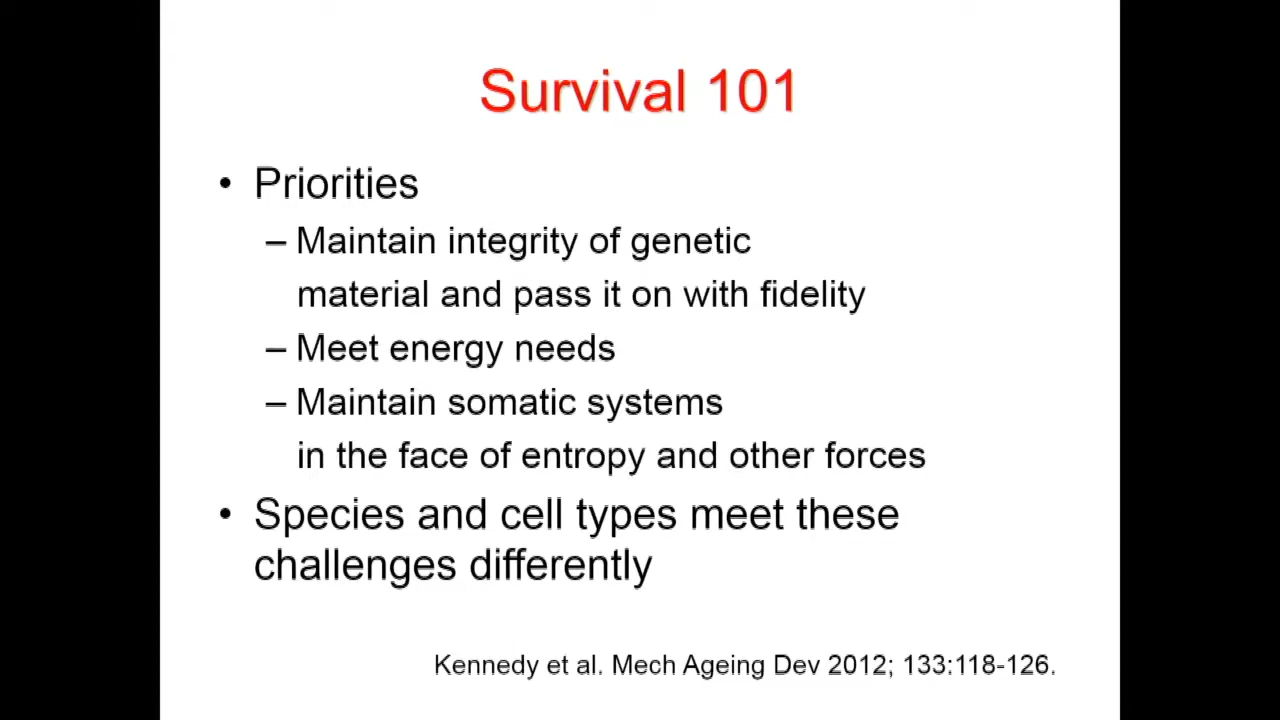 Survival 101
• Priorities
– Maintain integrity of genetic
material and pass it on with fidelity
– Meet energy needs
– Maintain somatic systems
in the face of entropy and other forces
• Species and cell types meet these
challenges differently
Kennedy et al. Mech Ageing Dev 2012; 133:118-126.